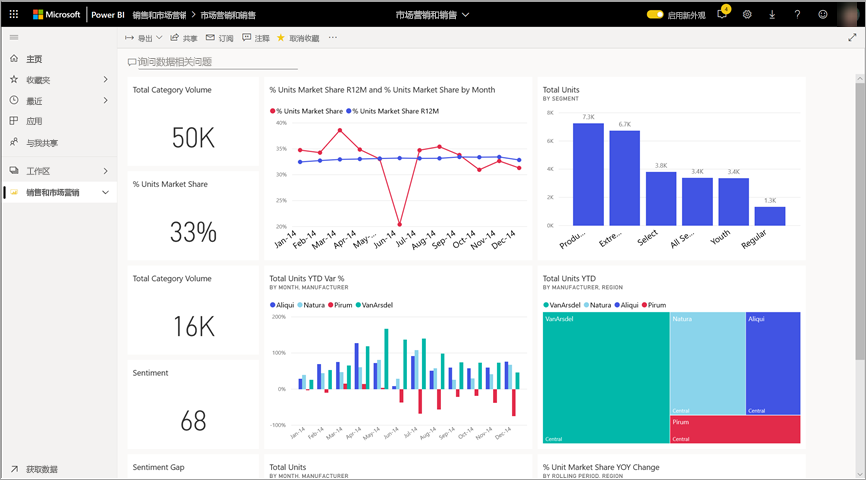 Microsoft Power BI 销售和市场营销 > 市场营销和销售 市场营销和销售 启用新外观 4
导出 共享 订阅 注释 取消收藏 ···
主页
收藏夹
最近
应用
与我共享
工作区
销售和市场营销
获取数据
询问数据相关问题
Total Category Volume
50K
% Units Market Share R12M and % Units Market Share by Month
% Units Market Share % Units Market Share R12M
40%
35%
30%
25%
20%
Jan-14 Feb-14 Mar-14 Apr-14 May-... Jun-14 Jul-14 Aug-14 Sep-14 Oct-14 Nov-14 Dec-14
Total Units
BY SEGMENT
8K
6K
4K
2K
0K
7.3K 6.7K 3.8K 3.4K 3.4K 1.3K
Produ... Extre... Select All Se... Youth Regular
% Units Market Share
33%
Total Category Volume
16K
Total Units YTD Var %
BY MONTH, MANUFACTURER
Aliqui Natura Pirum VanArsdel
200%
100%
0%
-100%
Jan-14 Feb-14 Mar-14 Apr-14 May-14 Jun-14 Jul-14 Aug-14 Sep-14 Oct-14 Nov-14 Dec-14
Total Units YTD
BY MANUFACTURER, REGION
VanArsdel Natura Aliqui Pirum
VanArsdel
Central
Natura
Central
Aliqui
Central
Pirum
Central
Sentiment
68
Sentiment Gap
Total Units
BY MONTH, MANUFACTURER
% Unit Market Share YOY Change
BY ROLLING PERIOD, REGION